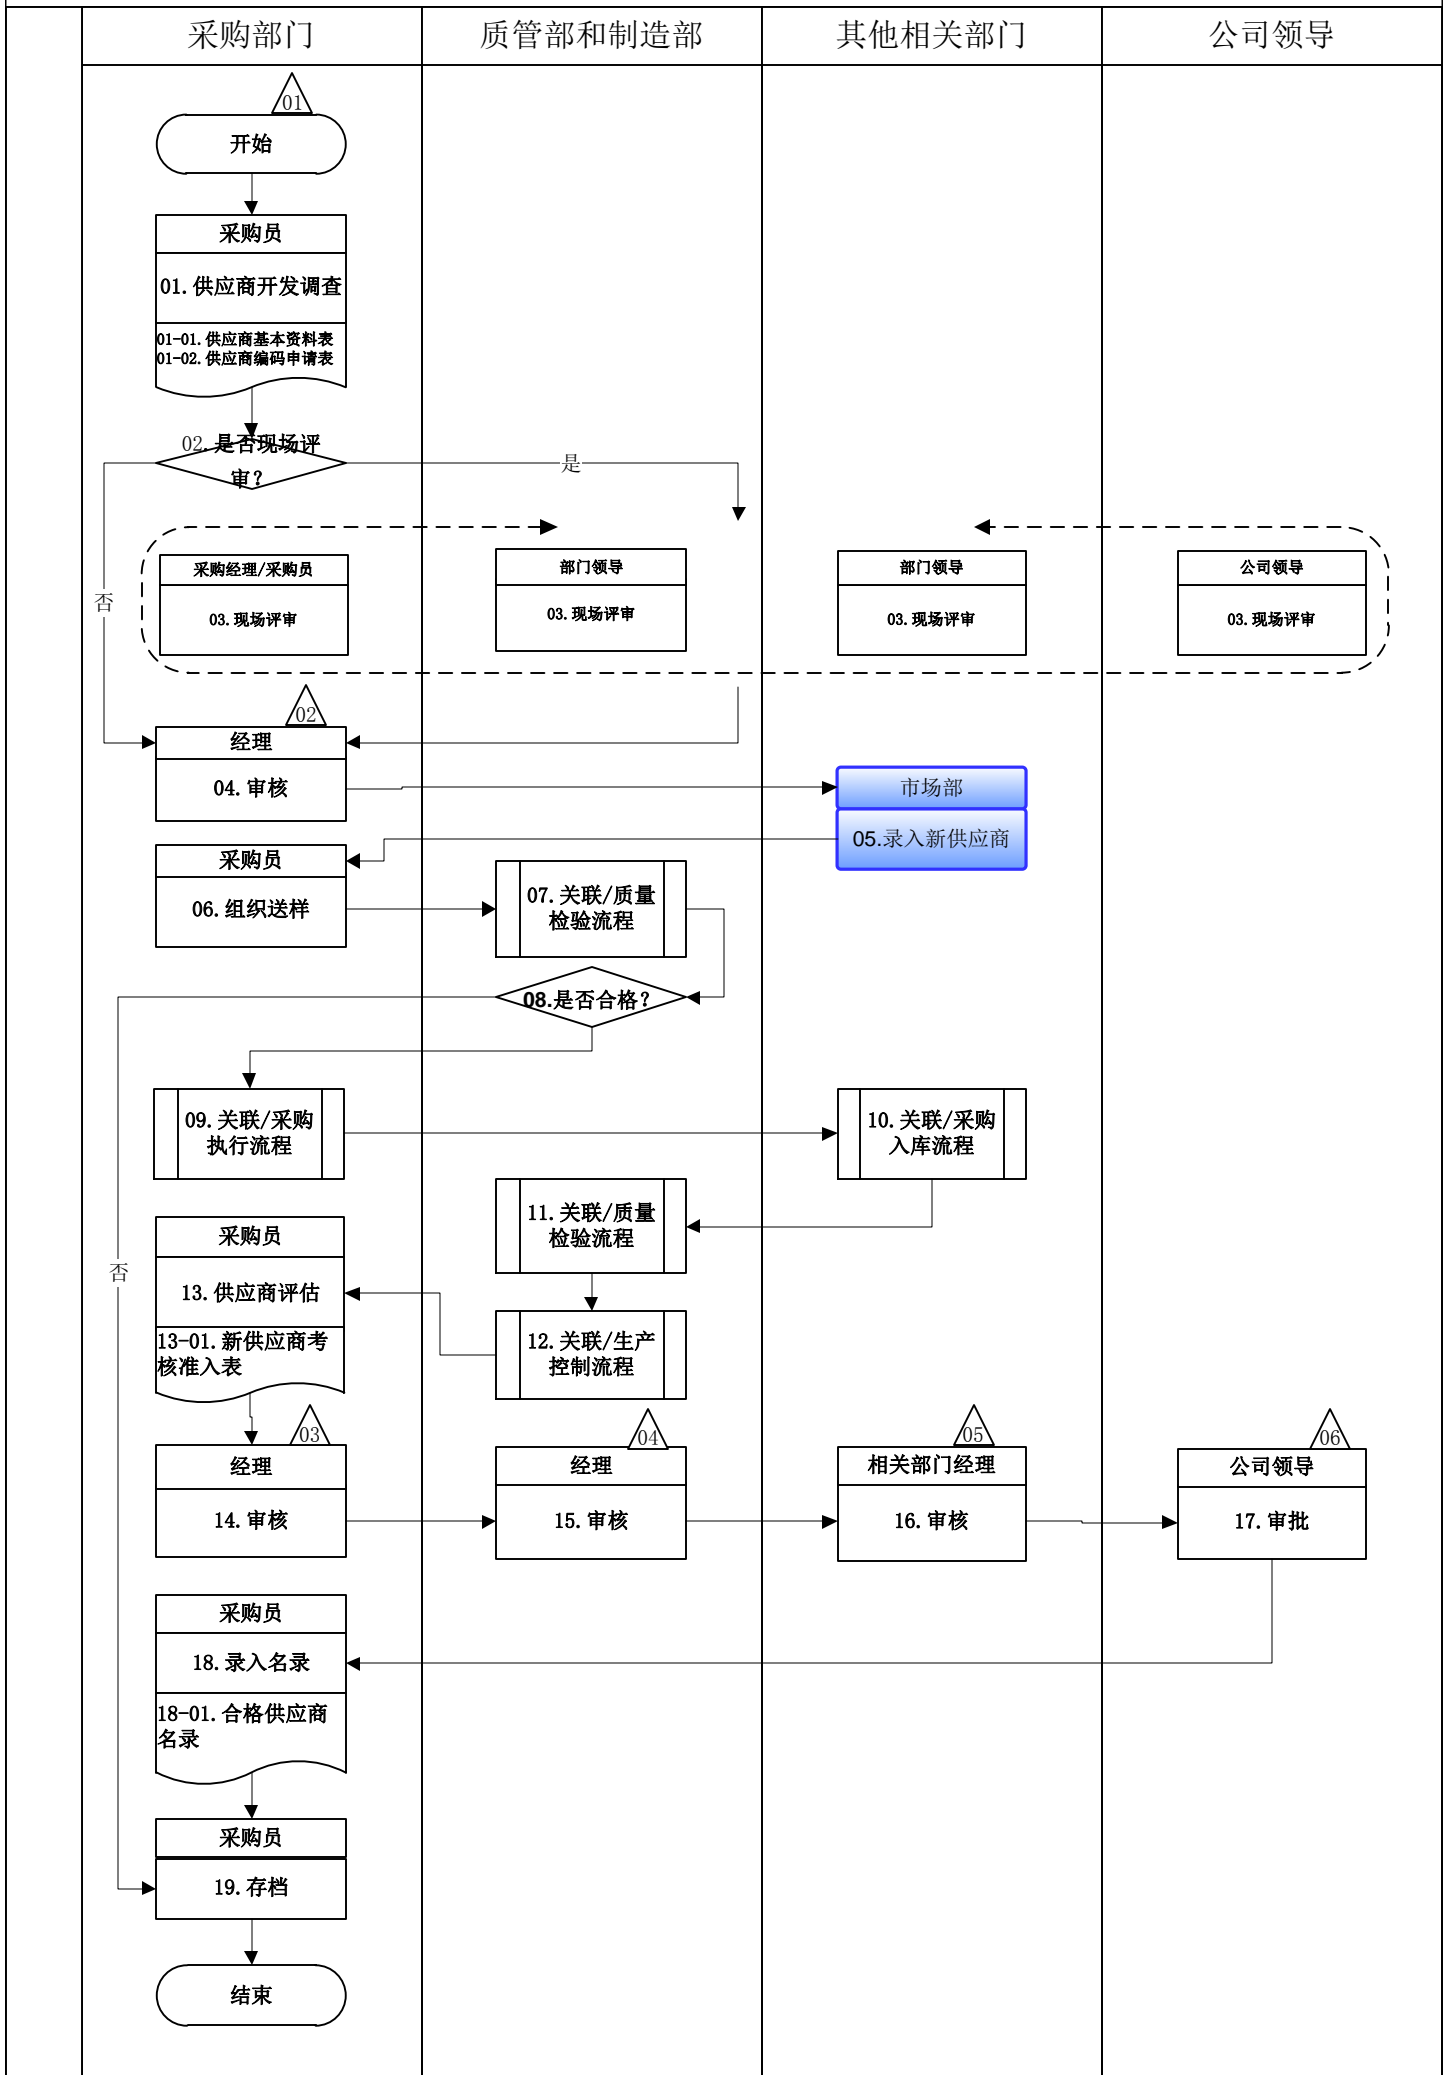 采购部门
质管部和制造部
其他相关部门
公司领导
01
开始
采购员
01.供应商开发调查
01-01.供应商基本资料表
01-02.供应商编码申请表
02.是否现场评
审?
是
否
采购经理/采购员
03.现场评审
部门领导
03.现场评审
部门领导
03.现场评审
公司领导
03.现场评审
02
经理
04.审核
市场部
05.录入新供应商
采购员
06.组织送样
07.关联/质量
检验流程
08.是否合格?
09.关联/采购
执行流程
10.关联/采购
入库流程
11.关联/质量
检验流程
否
采购员
13.供应商评估
13-01.新供应商考
核准入表
12.关联/生产
控制流程
03
经理
14.审核
04
经理
15.审核
05
相关部门经理
16.审核
06
公司领导
17.审批
采购员
18.录入名录
18-01.合格供应商
名录
采购员
19.存档
结束